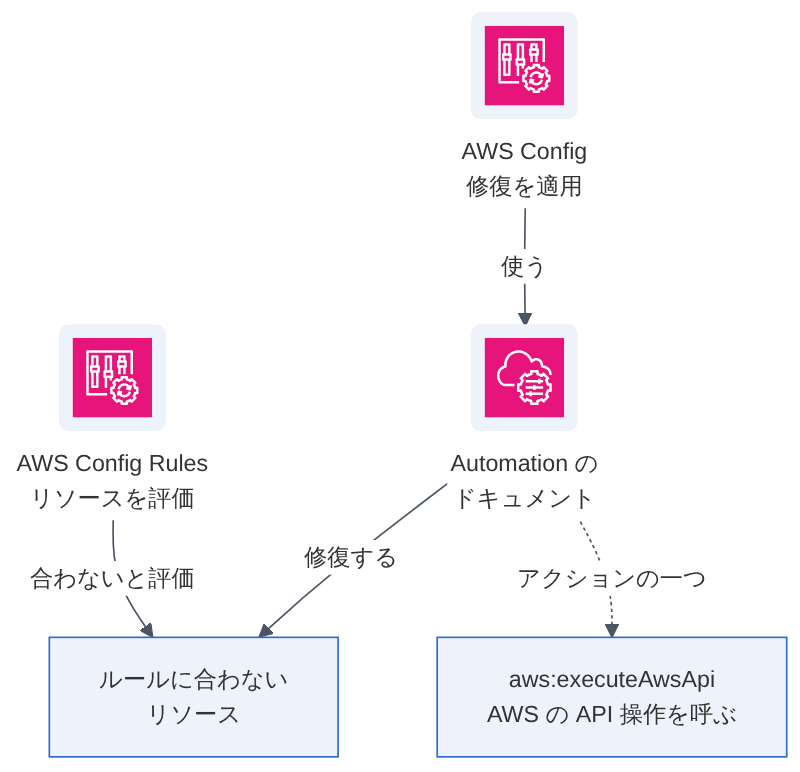 AWS Config
修復を適用
使う
AWS Config Rules
リソースを評価
Automation の
ドキュメント
修復する
合わないと評価
アクションの一つ
ルールに合わない
リソース
aws:executeAwsApi
AWS の API 操作を呼ぶ